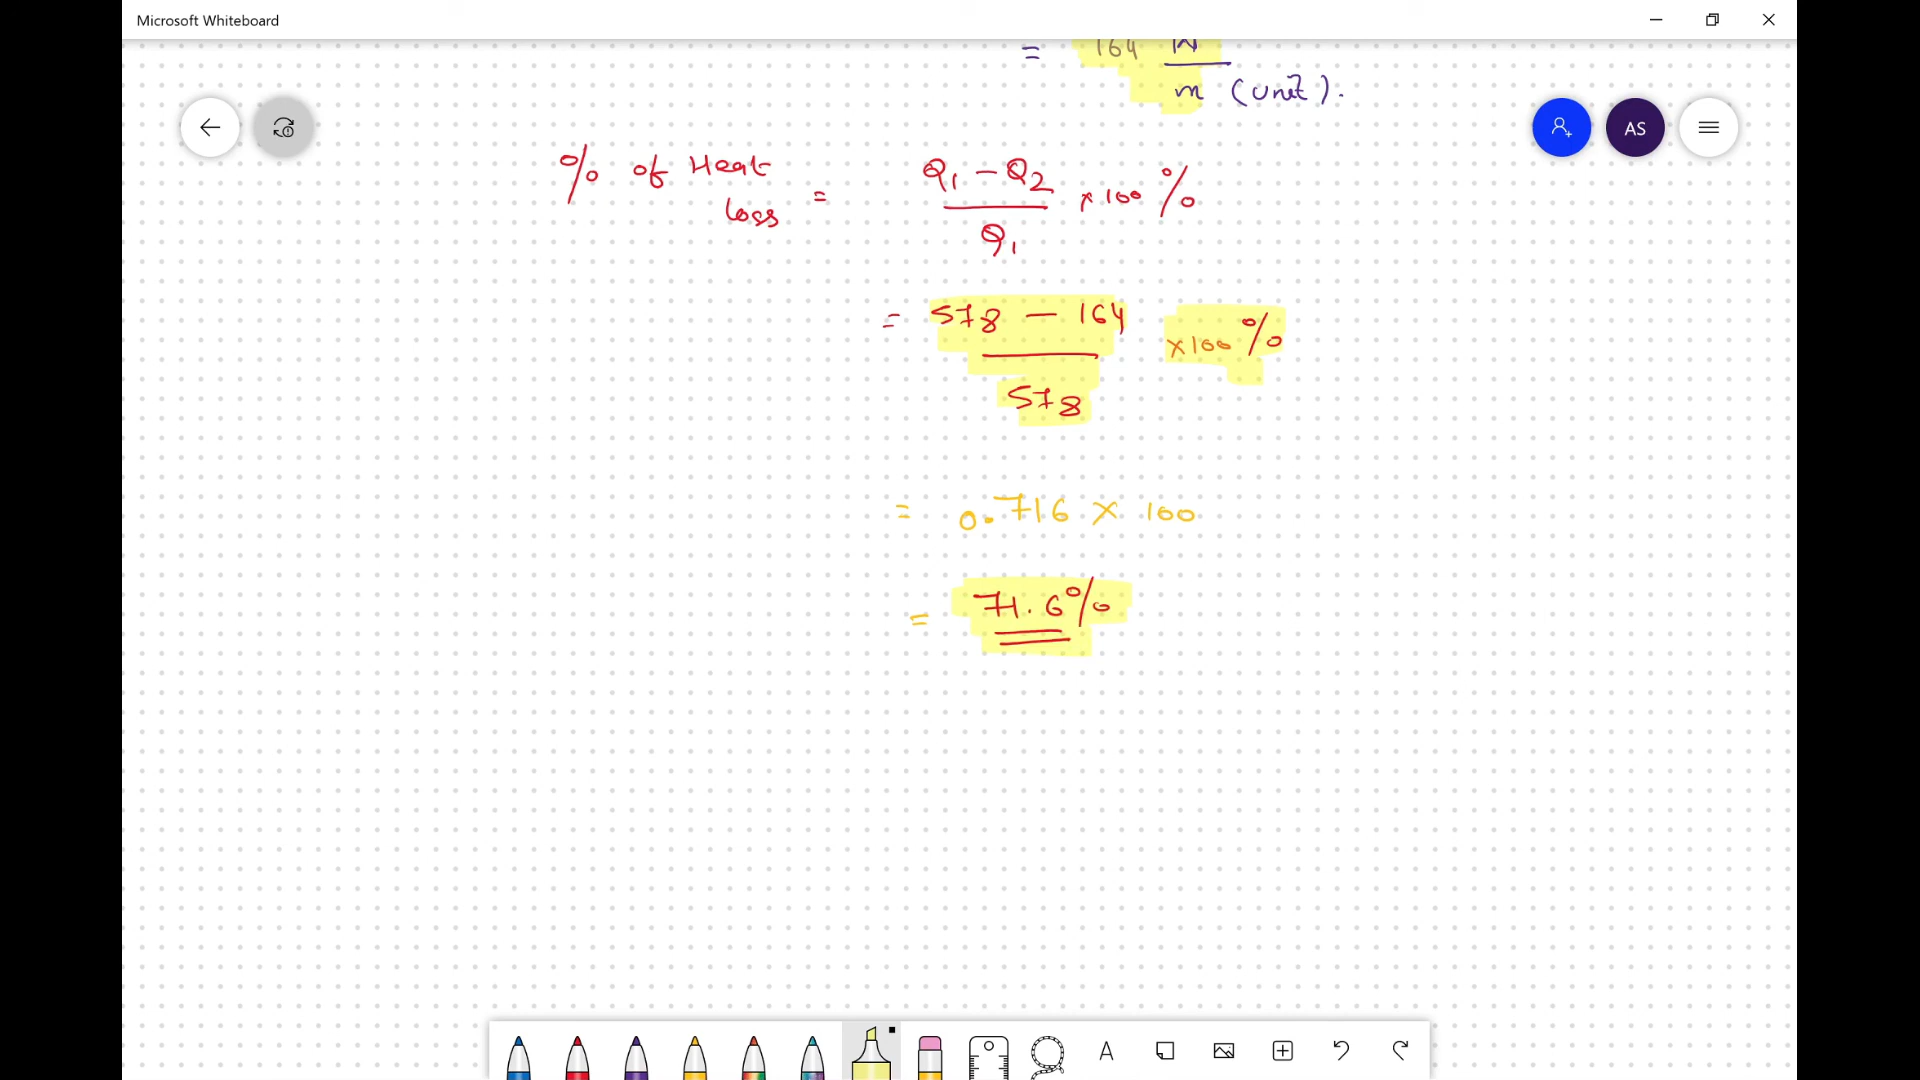 Microsoft Whiteboard
= 164 W
m (unit).
AS
% of Heat loss = Q₁ - Q₂ × 100 %
Q₁
= 578 - 164 ×100 %
578
= 0.716 × 100
= 71.6%
A